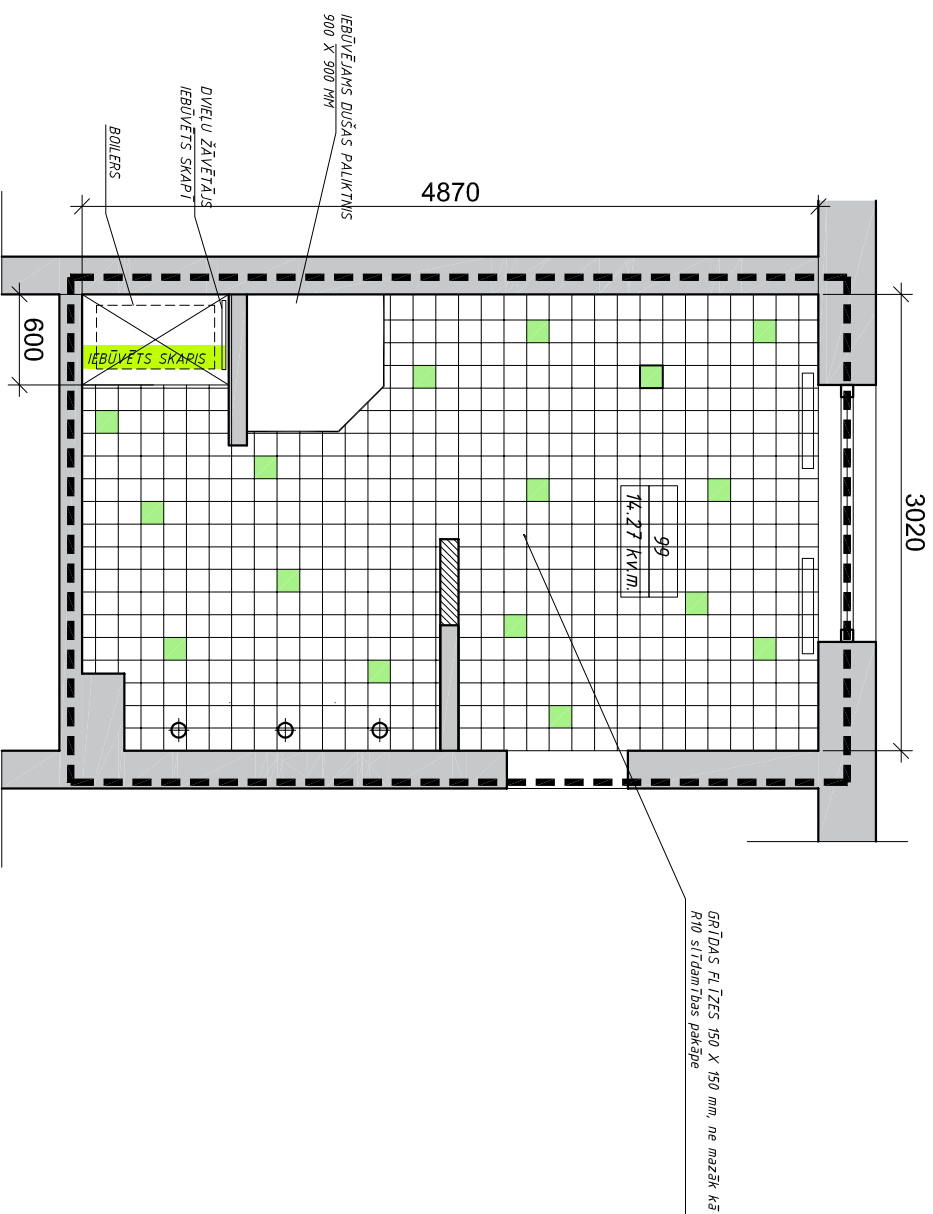 IEBŪVĒJAMS DUŠAS PALIKTNIS
900 X 900 MM
DVIEĻU ŽĀVĒTĀJS
IEBŪVĒTS SKAPĪ
BOILERS
4870
3020
600
IEBŪVĒTS SKAPIS
99
14.27 kv.m.
GRĪDAS FLĪZES 150 X 150 mm, ne mazāk kā
R10 slīdamības pakāpe